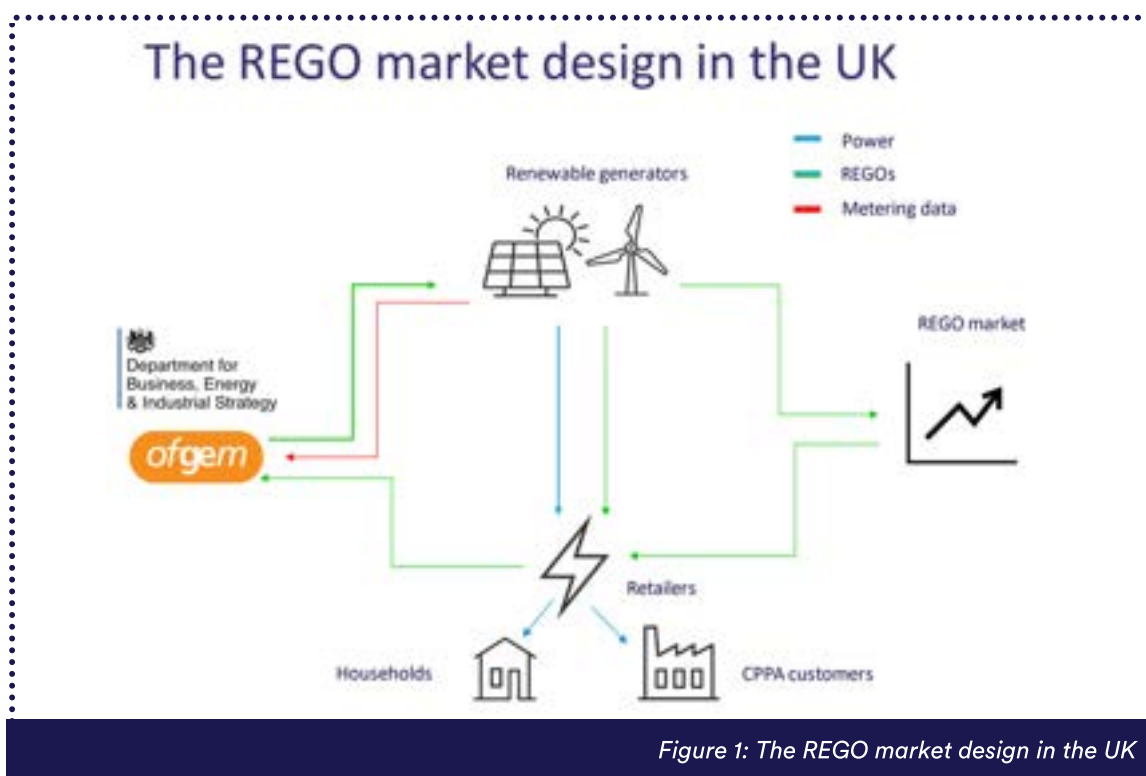 The REGO market design in the UK
Power
REGOs
Metering data
Renewable generators
REGO market
Department for
Business, Energy
& Industrial Strategy
ofgem
Retailers
Households
CPPA customers
Figure 1: The REGO market design in the UK